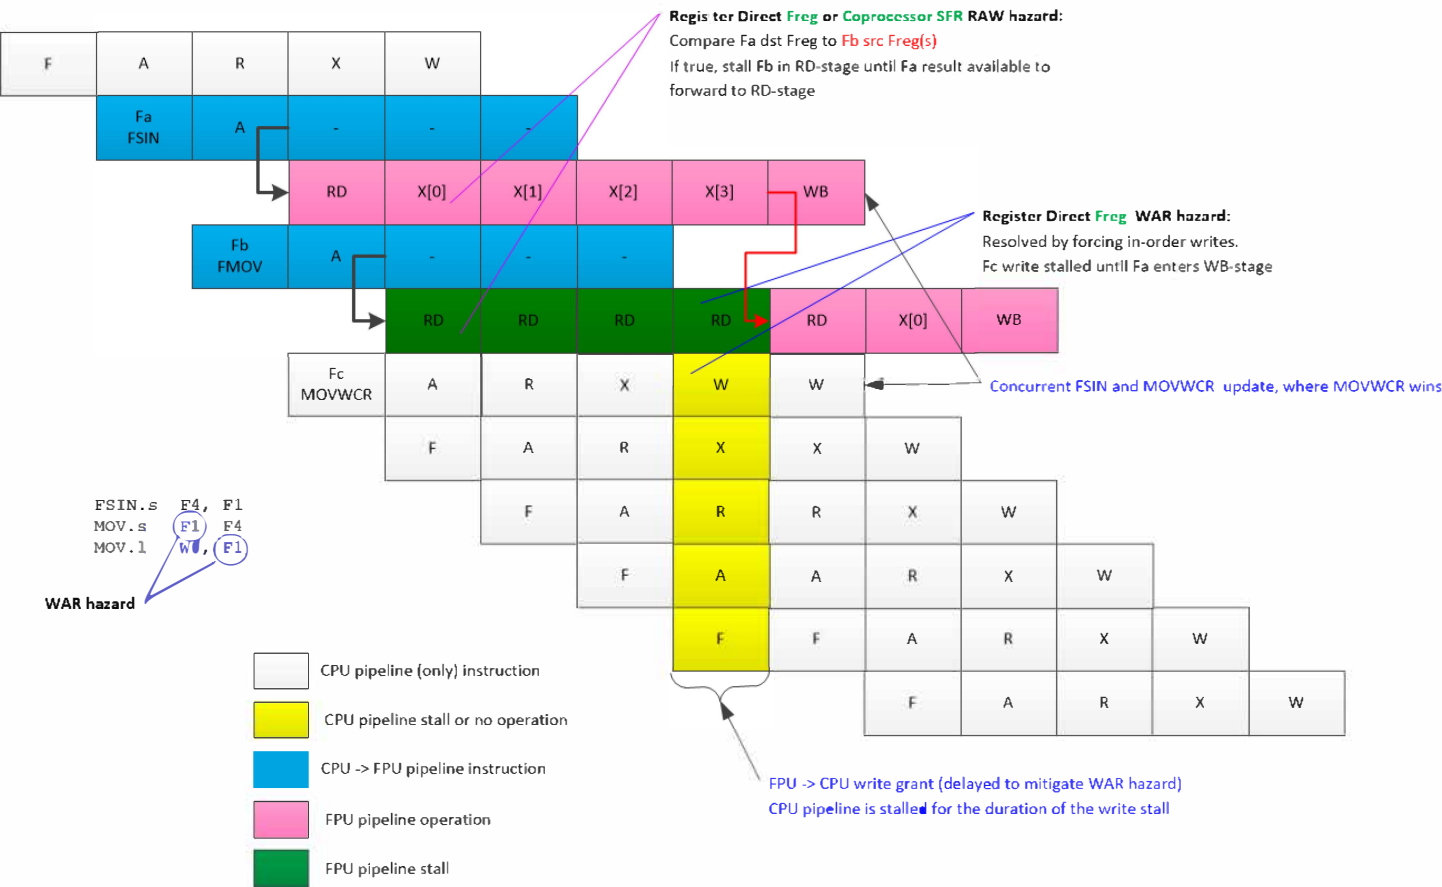 Register Direct Freg or Coprocessor SFR RAW hazard:
Compare Fa dst Freg to Fb src Freg(s)
If true, stall Fb in RD-stage until Fa result available to
forward to RD-stage
F A R X W
Fa
FSIN
A - - -
RD X[0] X[1] X[2] X[3] WB
Register Direct Freg WAR hazard:
Resolved by forcing in-order writes.
Fc write stalled until Fa enters WB-stage
Fb
FMOV
A - - -
RD RD RD RD RD X[0] WB
Fc
MOVWCR
A R X W W
Concurrent FSIN and MOVWCR update, where MOVWCR wins
F A R X X W
F A R R X W
F A A R X W
F F A R X W
F A R X W
FSIN.s F4, F1
MOV.s F1 F4
MOV.l W0, F1
WAR hazard
CPU pipeline (only) instruction
CPU pipeline stall or no operation
CPU -> FPU pipeline instruction
FPU pipeline operation
FPU pipeline stall
FPU -> CPU write grant (delayed to mitigate WAR hazard)
CPU pipeline is stalled for the duration of the write stall